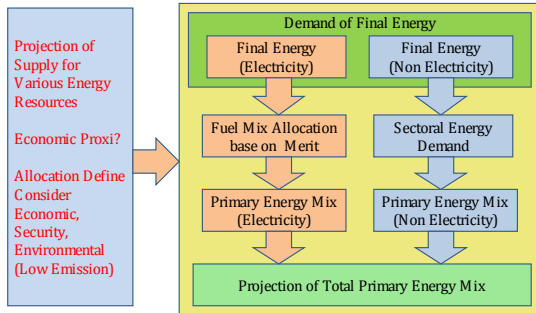 Projection of
Supply for
Various Energy
Resources
Economic Proxi?
Allocation Define
Consider
Economic,
Security,
Environmental
(Low Emission)
Demand of Final Energy
Final Energy
(Electricity)
Final Energy
(Non Electricity)
Fuel Mix Allocation
base on Merit
Sectoral Energy
Demand
Primary Energy Mix
(Electricity)
Primary Energy Mix
(Non Electricity)
Projection of Total Primary Energy Mix